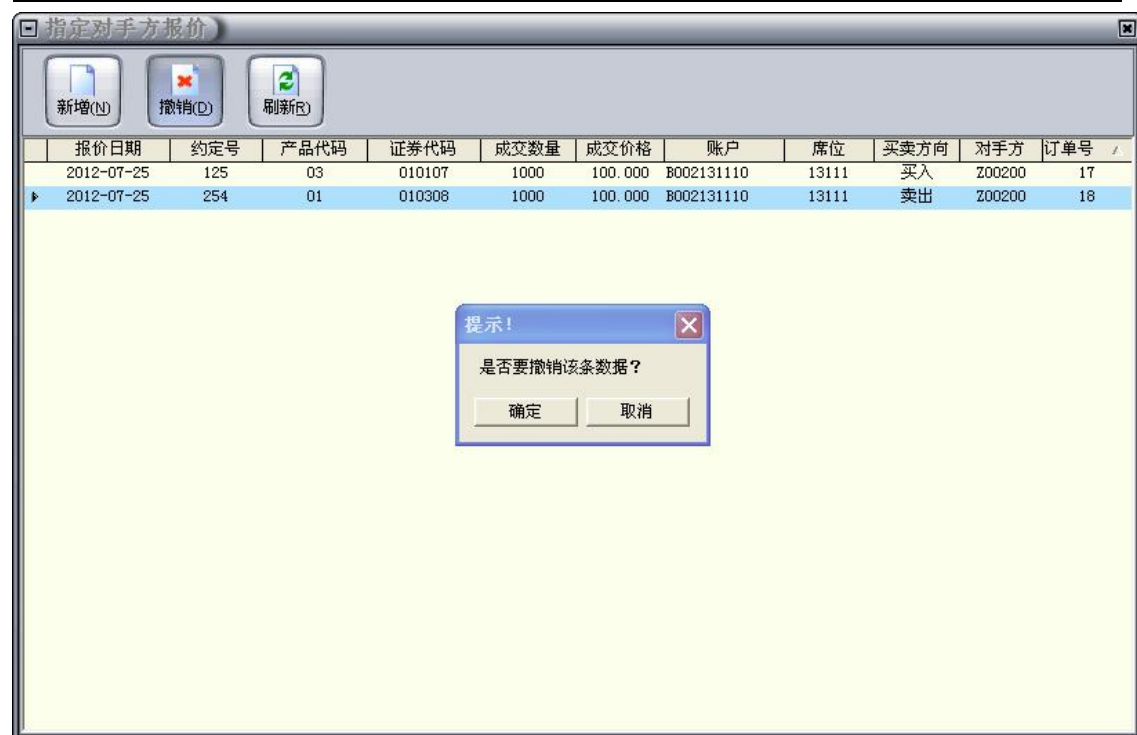 指定对手方报价
新增(N) 撤销(D) 刷新R)
报价日期 约定号 产品代码 证券代码 成交数量 成交价格 账户 席位 买卖方向 对手方 订单号
2012-07-25 125 03 010107 1000 100.000 B002131110 13111 买入 Z00200 17
2012-07-25 254 01 010308 1000 100.000 B002131110 13111 卖出 Z00200 18
提示!
是否要撤销该条数据?
确定 取消